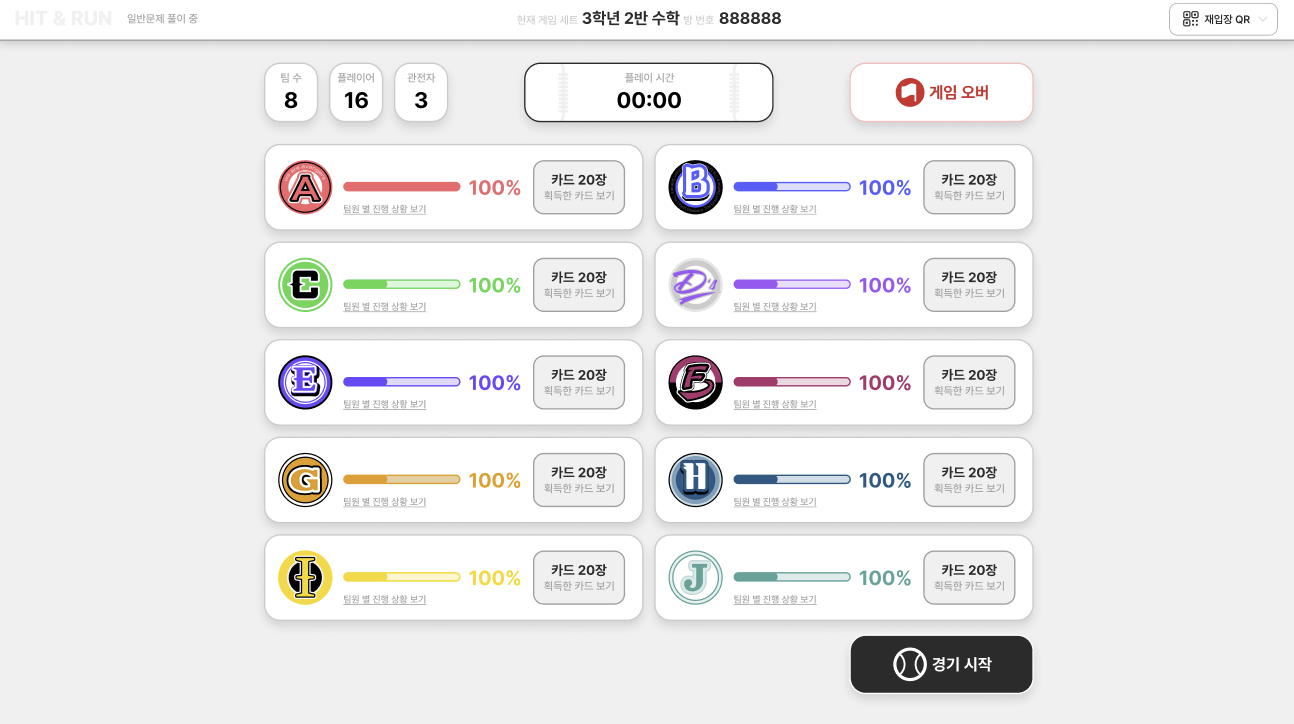 HIT & RUN 일반문제 풀이 중
현재 게임 세트 3학년 2반 수학 방 번호 888888
재입장 QR
팀 수
8
플레이어
16
관전자
3
플레이 시간
00:00
게임 오버
A
100%
팀원 별 진행 상황 보기
카드 20장
획득한 카드 보기
B
100%
팀원 별 진행 상황 보기
카드 20장
획득한 카드 보기
C
100%
팀원 별 진행 상황 보기
카드 20장
획득한 카드 보기
D's
100%
팀원 별 진행 상황 보기
카드 20장
획득한 카드 보기
E
100%
팀원 별 진행 상황 보기
카드 20장
획득한 카드 보기
F
100%
팀원 별 진행 상황 보기
카드 20장
획득한 카드 보기
G
100%
팀원 별 진행 상황 보기
카드 20장
획득한 카드 보기
H
100%
팀원 별 진행 상황 보기
카드 20장
획득한 카드 보기
I
100%
팀원 별 진행 상황 보기
카드 20장
획득한 카드 보기
J
100%
팀원 별 진행 상황 보기
카드 20장
획득한 카드 보기
경기 시작